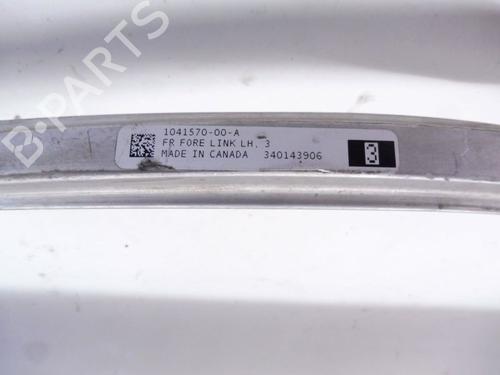 B-PARTS
1041570-00-A
FR FORE LINK LH, 3
MADE IN CANADA 340143906
3